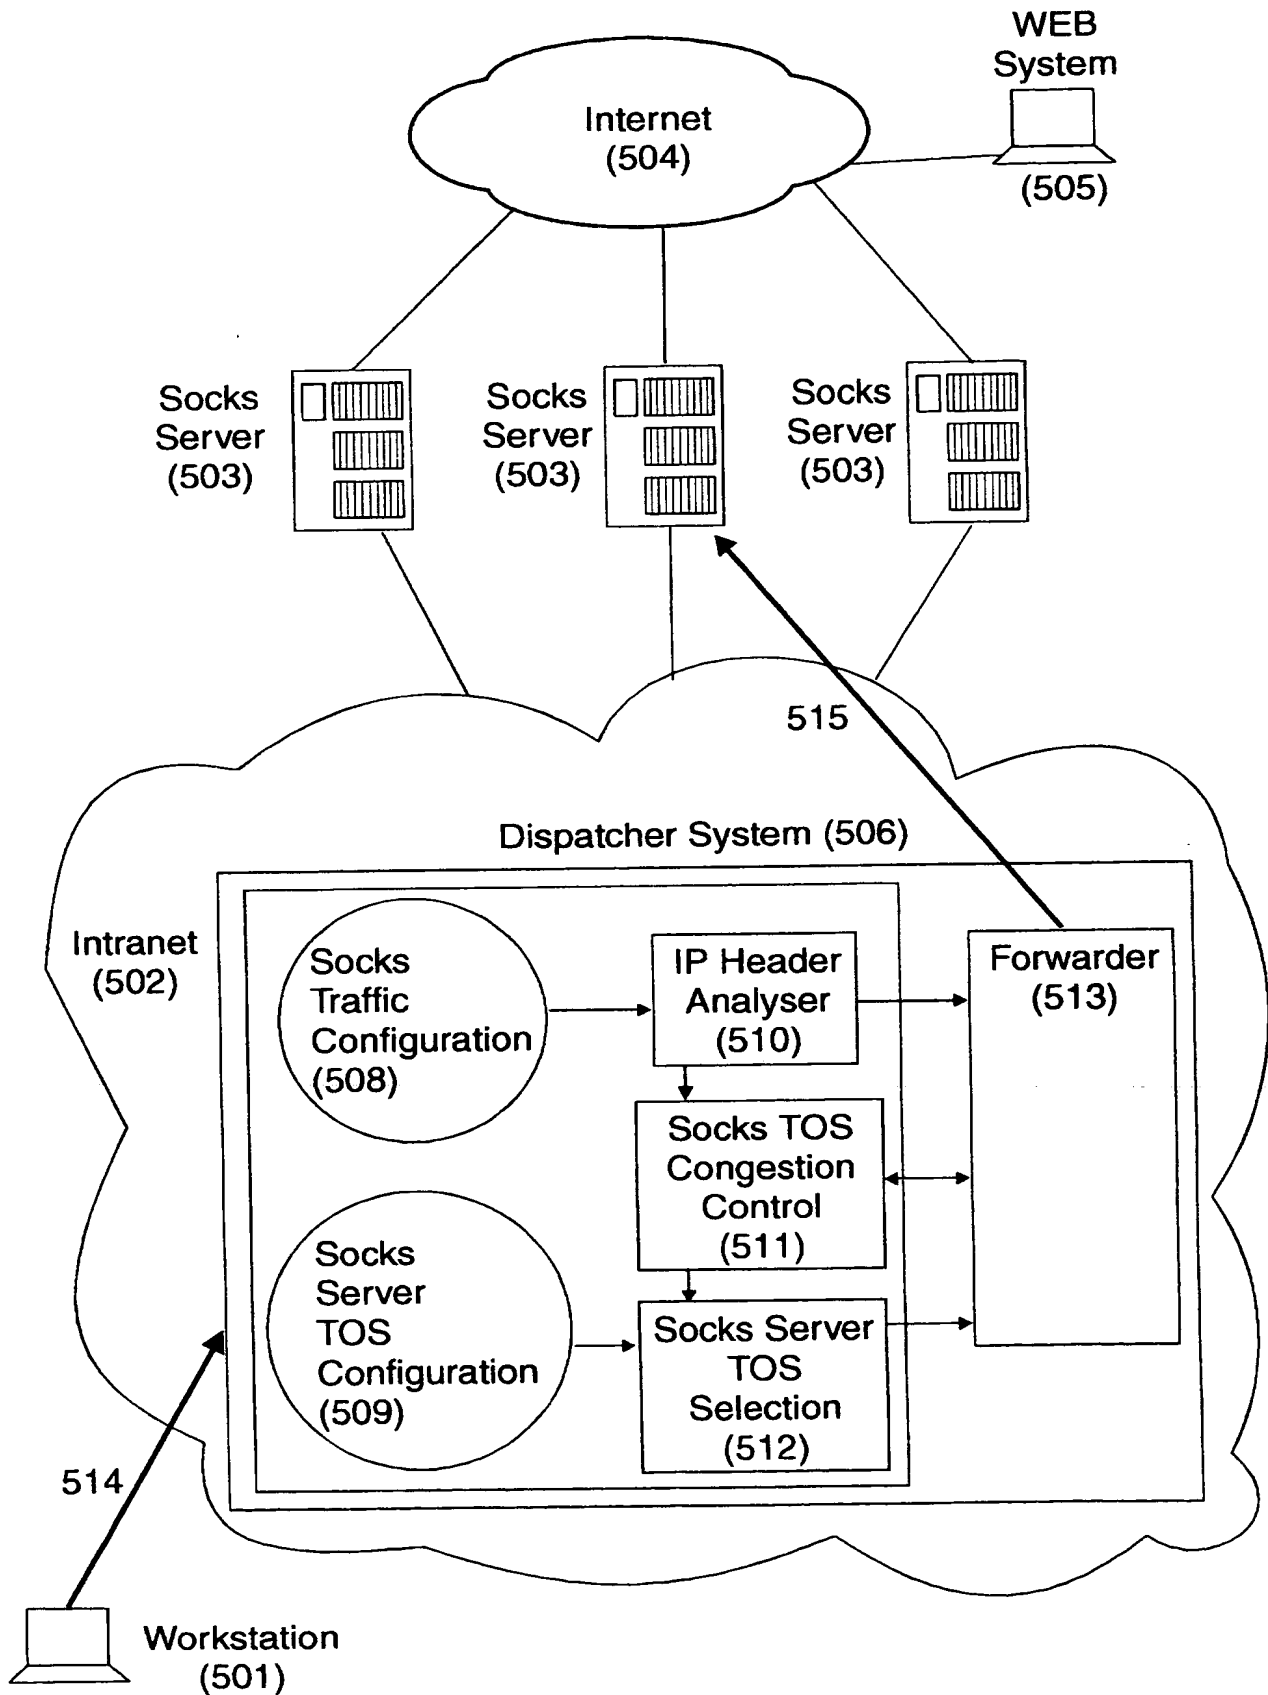 WEB
System
(505)
Internet
(504)
Socks
Server
(503)
Socks
Server
(503)
Socks
Server
(503)
515
Dispatcher System (506)
Intranet
(502)
Socks
Traffic
Configuration
(508)
IP Header
Analyser
(510)
Forwarder
(513)
Socks TOS
Congestion
Control
(511)
Socks
Server
TOS
Configuration
(509)
Socks Server
TOS
Selection
(512)
514
Workstation
(501)